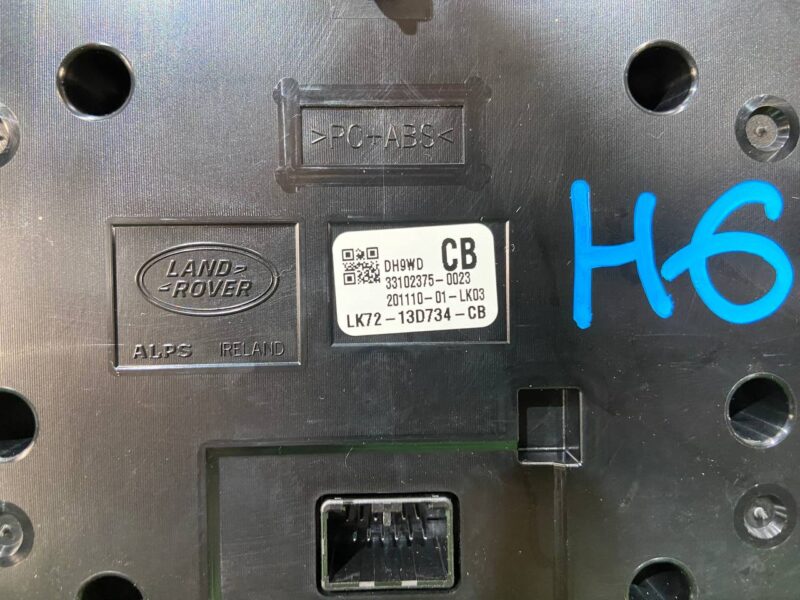 >PC+ABS<
H6
LAND
ROVER
ALPS IRELAND
DH9WD CB
33102375-0023
201110-01-LK03
LK72-13D734-CB